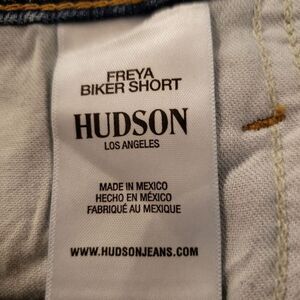 FREYA
BIKER SHORT
HUDSON
LOS ANGELES
MADE IN MEXICO
HECHO EN MÉXICO
FABRIQUÉ AU MEXIQUE
WWW.HUDSONJEANS.COM